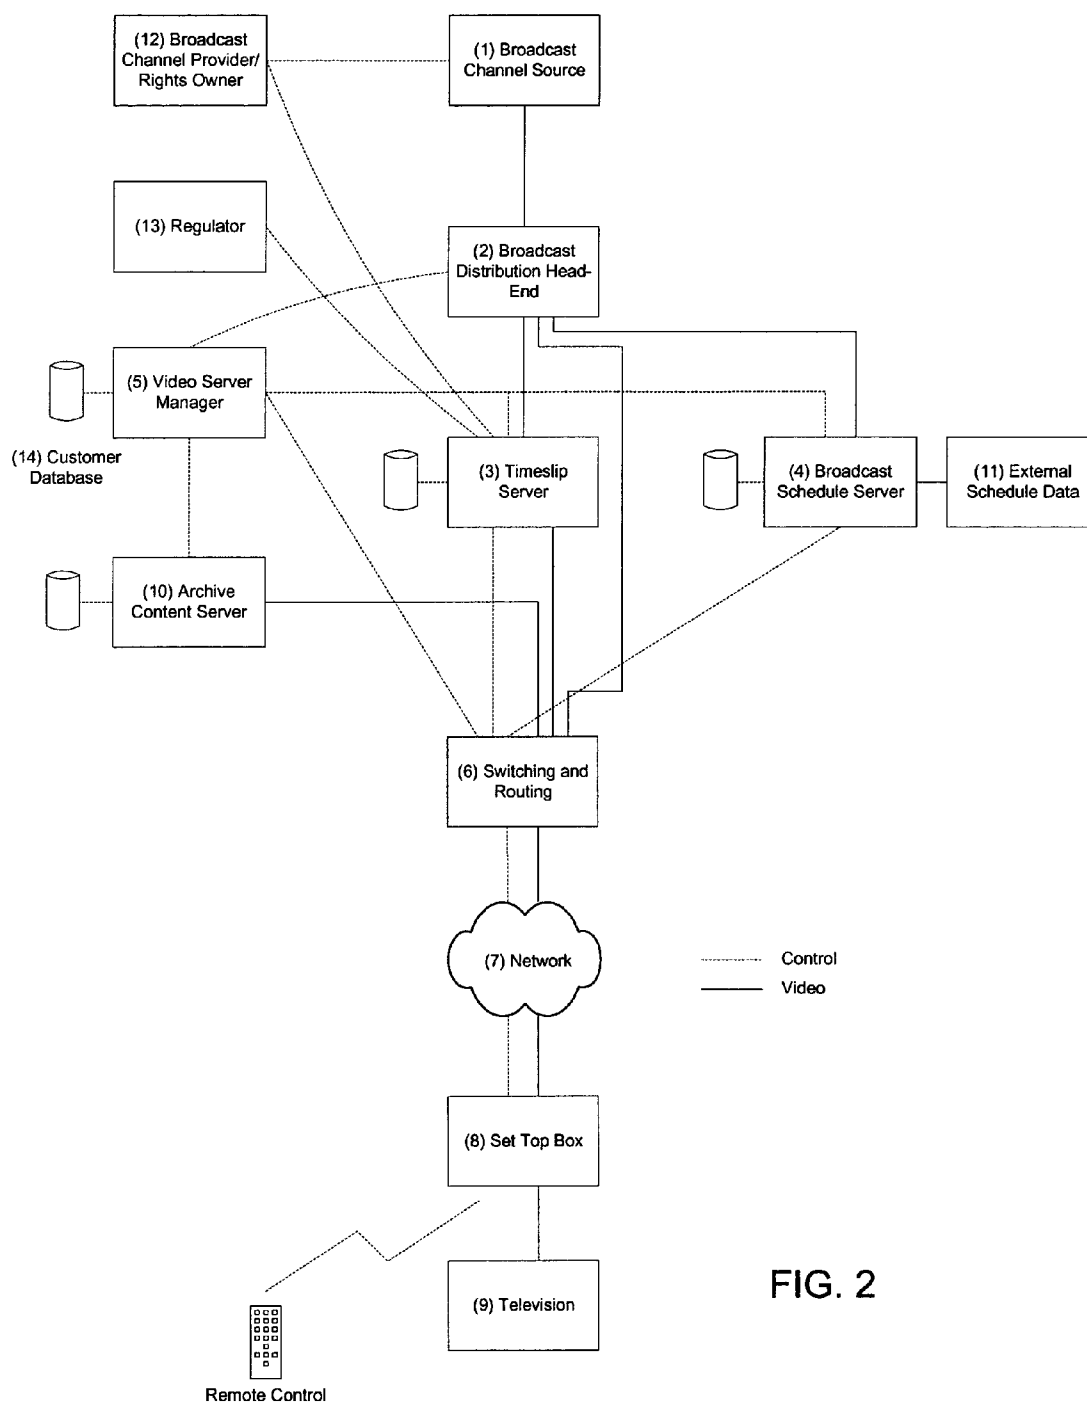 (12) Broadcast
Channel Provider/
Rights Owner
(1) Broadcast
Channel Source
(13) Regulator
(2) Broadcast
Distribution Head-
End
(5) Video Server
Manager
(14) Customer
Database
(3) Timeslip
Server
(4) Broadcast
Schedule Server
(11) External
Schedule Data
(10) Archive
Content Server
(6) Switching and
Routing
(7) Network
Control
Video
(8) Set Top Box
(9) Television
FIG. 2
Remote Control